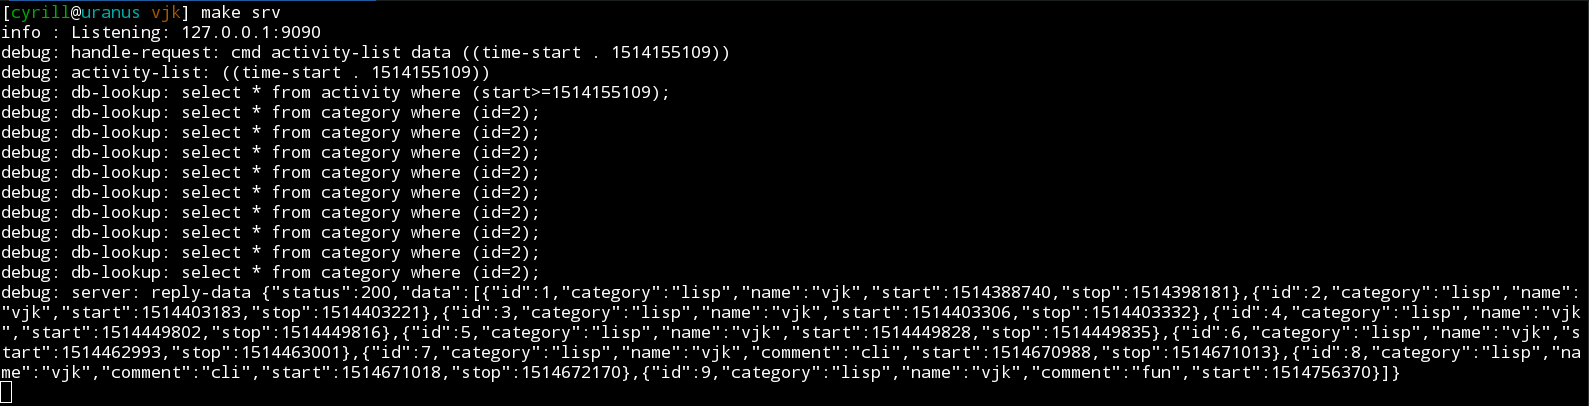 [cyrill@uranus vjk] make srv
info : Listening: 127.0.0.1:9090
debug: handle-request: cmd activity-list data ((time-start . 1514155109))
debug: activity-list: ((time-start . 1514155109))
debug: db-lookup: select * from activity where (start>=1514155109);
debug: db-lookup: select * from category where (id=2);
debug: db-lookup: select * from category where (id=2);
debug: db-lookup: select * from category where (id=2);
debug: db-lookup: select * from category where (id=2);
debug: db-lookup: select * from category where (id=2);
debug: db-lookup: select * from category where (id=2);
debug: db-lookup: select * from category where (id=2);
debug: db-lookup: select * from category where (id=2);
debug: db-lookup: select * from category where (id=2);
debug: server: reply-data {"status":200,"data":[{"id":1,"category":"lisp","name":"vjk","start":1514388740,"stop":1514398181},{"id":2,"category":"lisp","name":
"vjk","start":1514403183,"stop":1514403221},{"id":3,"category":"lisp","name":"vjk","start":1514403306,"stop":1514403332},{"id":4,"category":"lisp","name":"vjk
","start":1514449802,"stop":1514449816},{"id":5,"category":"lisp","name":"vjk","start":1514449828,"stop":1514449835},{"id":6,"category":"lisp","name":"vjk","s
tart":1514462993,"stop":1514463001},{"id":7,"category":"lisp","name":"vjk","comment":"cli","start":1514670988,"stop":1514671013},{"id":8,"category":"lisp","na
me":"vjk","comment":"cli","start":1514671018,"stop":1514672170},{"id":9,"category":"lisp","name":"vjk","comment":"fun","start":1514756370}]}